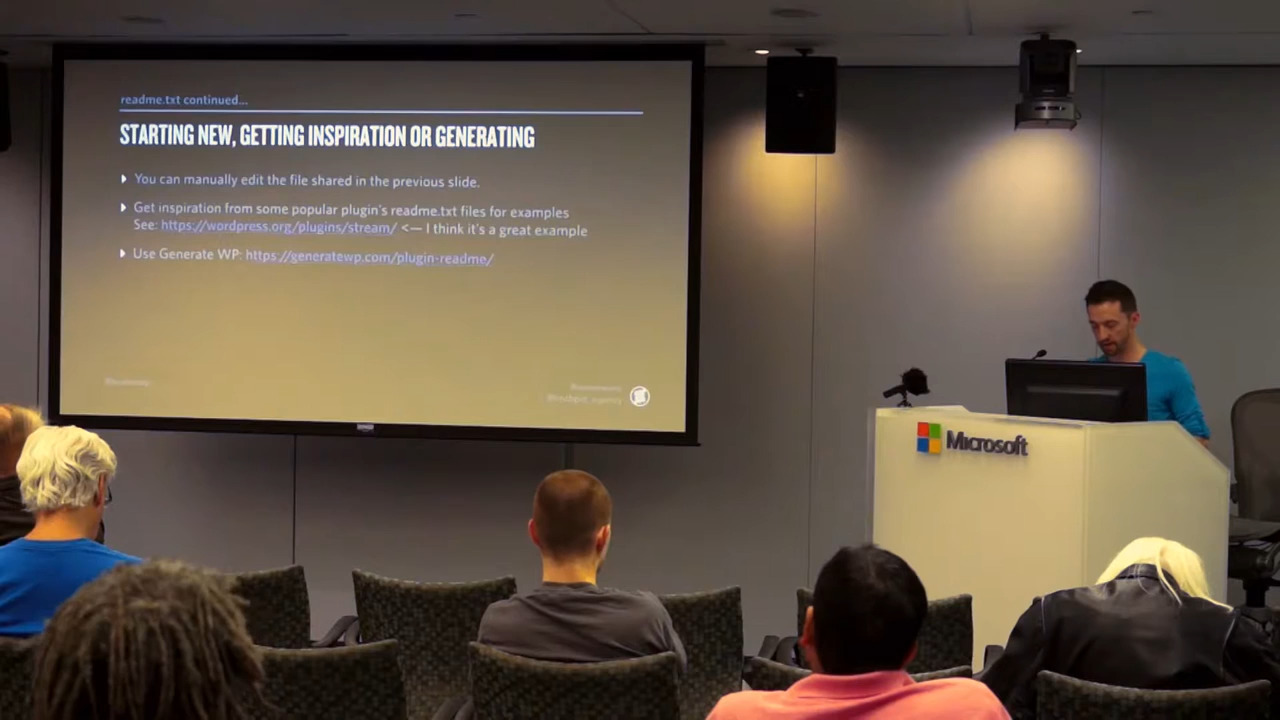 readme.txt continued...
STARTING NEW, GETTING INSPIRATION OR GENERATING
You can manually edit the file shared in the previous slide.
Get inspiration from some popular plugin's readme.txt files for examples
See: https://wordpress.org/plugins/stream/ <— I think it's a great example
Use Generate WP: https://generatewp.com/plugin-readme/
Microsoft